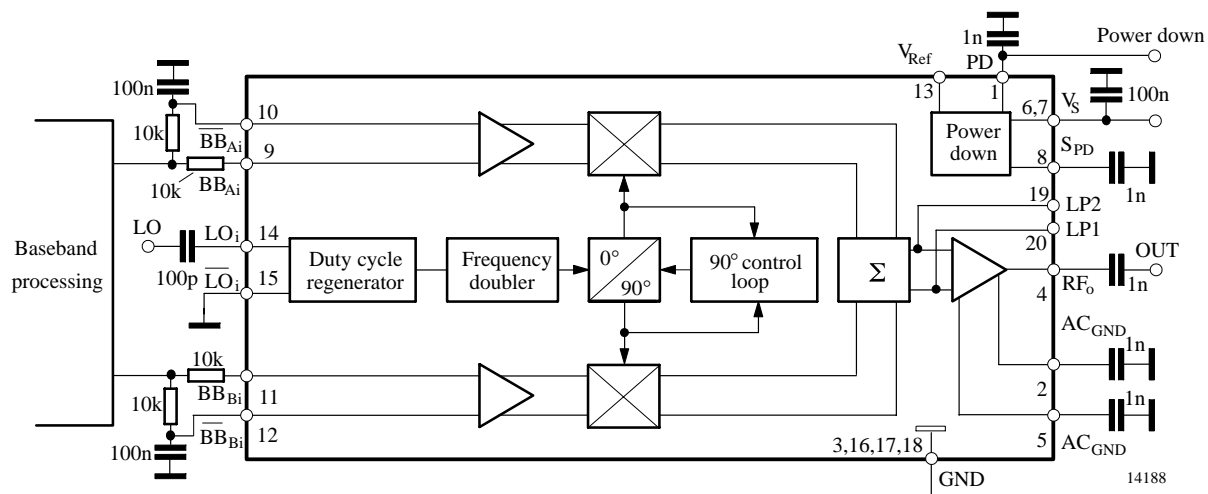 1n
Power down
V_Ref
PD
13
1
100n
10
6,7
V_S
100n
10k
B̅B̅_Ai
9
Power
down
S_PD
8
1n
10k
BB_Ai
19
LP2
LO
LO_i
14
LP1
20
OUT
Baseband
processing
100p
L̅O̅_i
15
Duty cycle
regenerator
Frequency
doubler
0°
90°
90° control
loop
Σ
4
RF_o
1n
AC_GND
1n
10k
BB_Bi
11
2
10k
B̅B̅_Bi
12
1n
100n
3,16,17,18
5
AC_GND
GND
14188